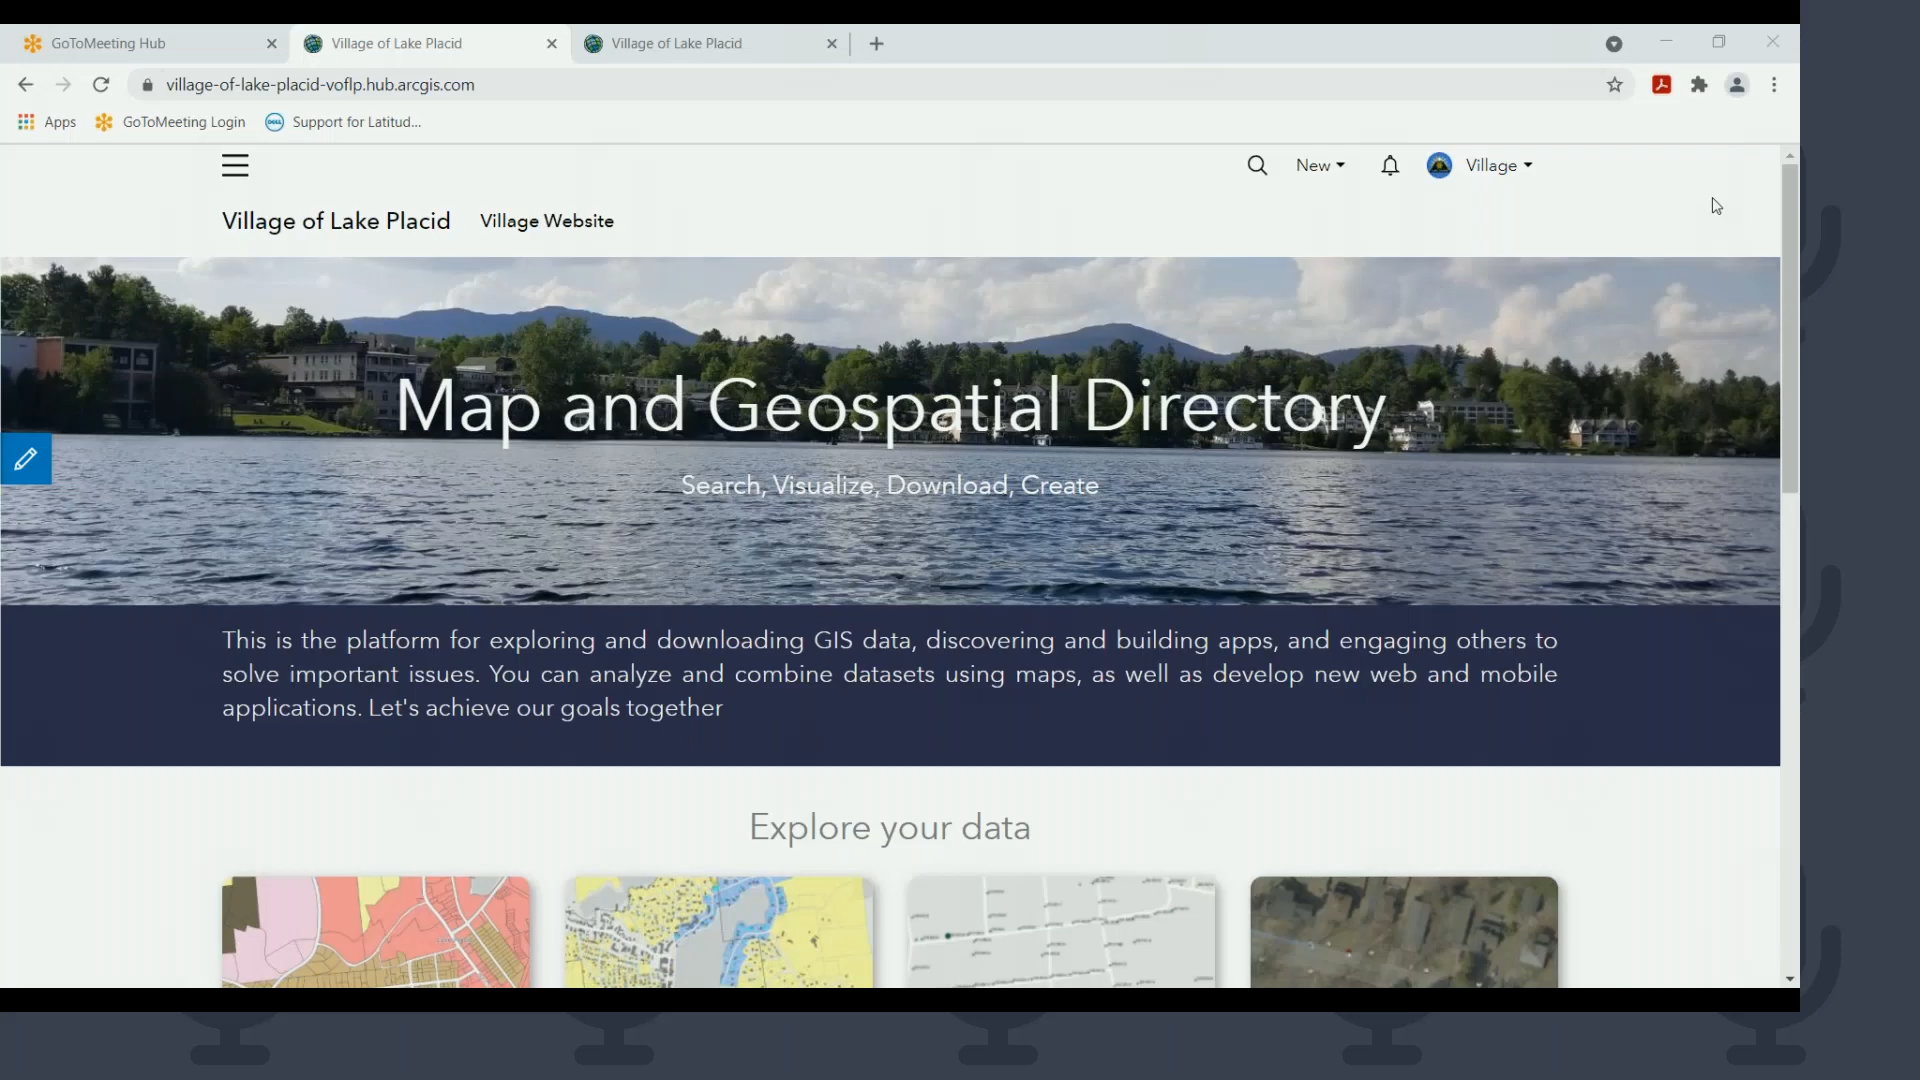 GoToMeeting Hub
Village of Lake Placid
Village of Lake Placid
village-of-lake-placid-voflp.hub.arcgis.com
Apps
GoToMeeting Login
DELL
Support for Latitud...
New
Village
Village of Lake Placid
Village Website
Map and Geospatial Directory
Search, Visualize, Download, Create
This is the platform for exploring and downloading GIS data, discovering and building apps, and engaging others to
solve important issues. You can analyze and combine datasets using maps, as well as develop new web and mobile
applications. Let's achieve our goals together
Explore your data